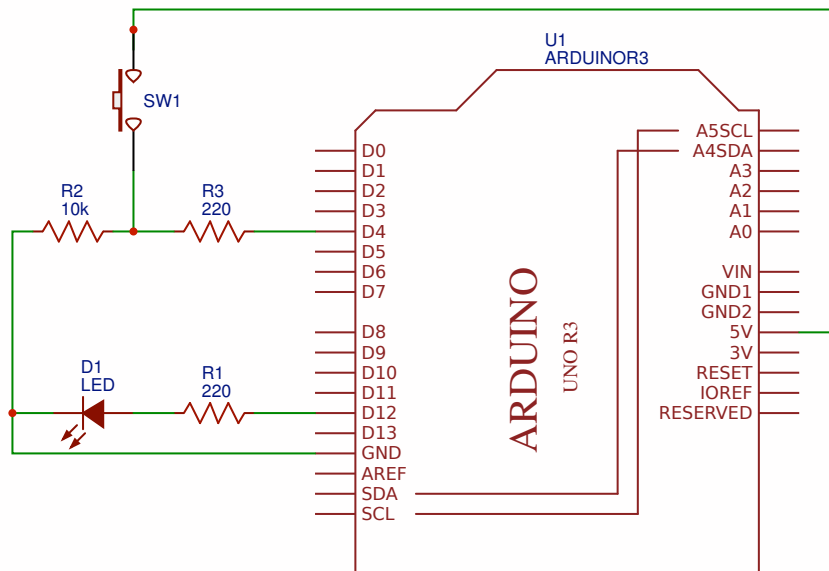 U1
ARDUINOR3
SW1
R2
10k
R3
220
D1
LED
R1
220
D0
D1
D2
D3
D4
D5
D6
D7
D8
D9
D10
D11
D12
D13
GND
AREF
SDA
SCL
ARDUINO
UNO R3
A5SCL
A4SDA
A3
A2
A1
A0
VIN
GND1
GND2
5V
3V
RESET
IOREF
RESERVED